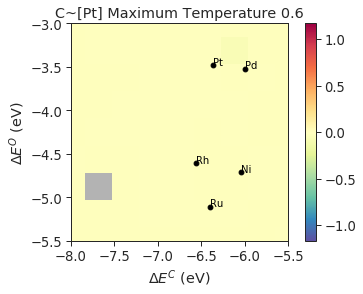 C~[Pt] Maximum Temperature 0.6
−3.0
−3.5
−4.0
−4.5
−5.0
−5.5
ΔE^O (eV)
Pt
Pd
Rh
Ni
Ru
−8.0 −7.5 −7.0 −6.5 −6.0 −5.5
ΔE^C (eV)
1.0
0.5
0.0
−0.5
−1.0